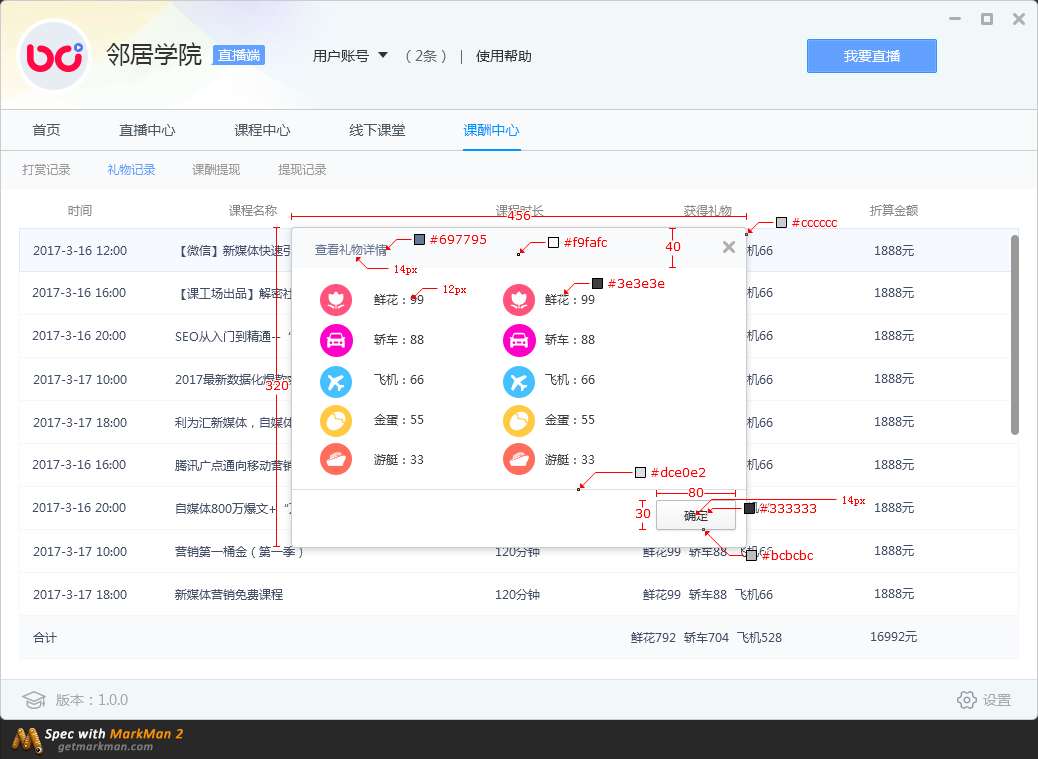 邻居学院 直播端 用户账号 （2条） | 使用帮助 我要直播
首页 直播中心 课程中心 线下课堂 课酬中心
打赏记录 礼物记录 课酬提现 提现记录
时间 课程名称 课程时长 获得礼物 折算金额
456 #cccccc
2017-3-16 12:00 【微信】新媒体快速引 机66 1888元
查看礼物详情 #697795 #f9fafc 40
14px
2017-3-16 16:00 【课工场出品】解密社 机66 1888元
鲜花：99 12px 鲜花：99 #3e3e3e
2017-3-16 20:00 SEO从入门到精通--“ 机66 1888元
轿车：88 轿车：88
2017-3-17 10:00 2017最新数据化爆款 机66 1888元
320 飞机：66 飞机：66
2017-3-17 18:00 利为汇新媒体，自媒体 机66 1888元
金蛋：55 金蛋：55
2017-3-16 16:00 腾讯广点通向移动营销 机66 1888元
游艇：33 游艇：33
#dce0e2
2017-3-16 20:00 自媒体800万爆文+“ 1888元
80 14px
30 确定 #333333
2017-3-17 10:00 营销第一桶金（第一季） 120分钟 鲜花99 轿车88 飞机66 1888元
#bcbcbc
2017-3-17 18:00 新媒体营销免费课程 120分钟 鲜花99 轿车88 飞机66 1888元
合计 鲜花792 轿车704 飞机528 16992元
版本：1.0.0 设置
Spec with MarkMan 2
getmarkman.com